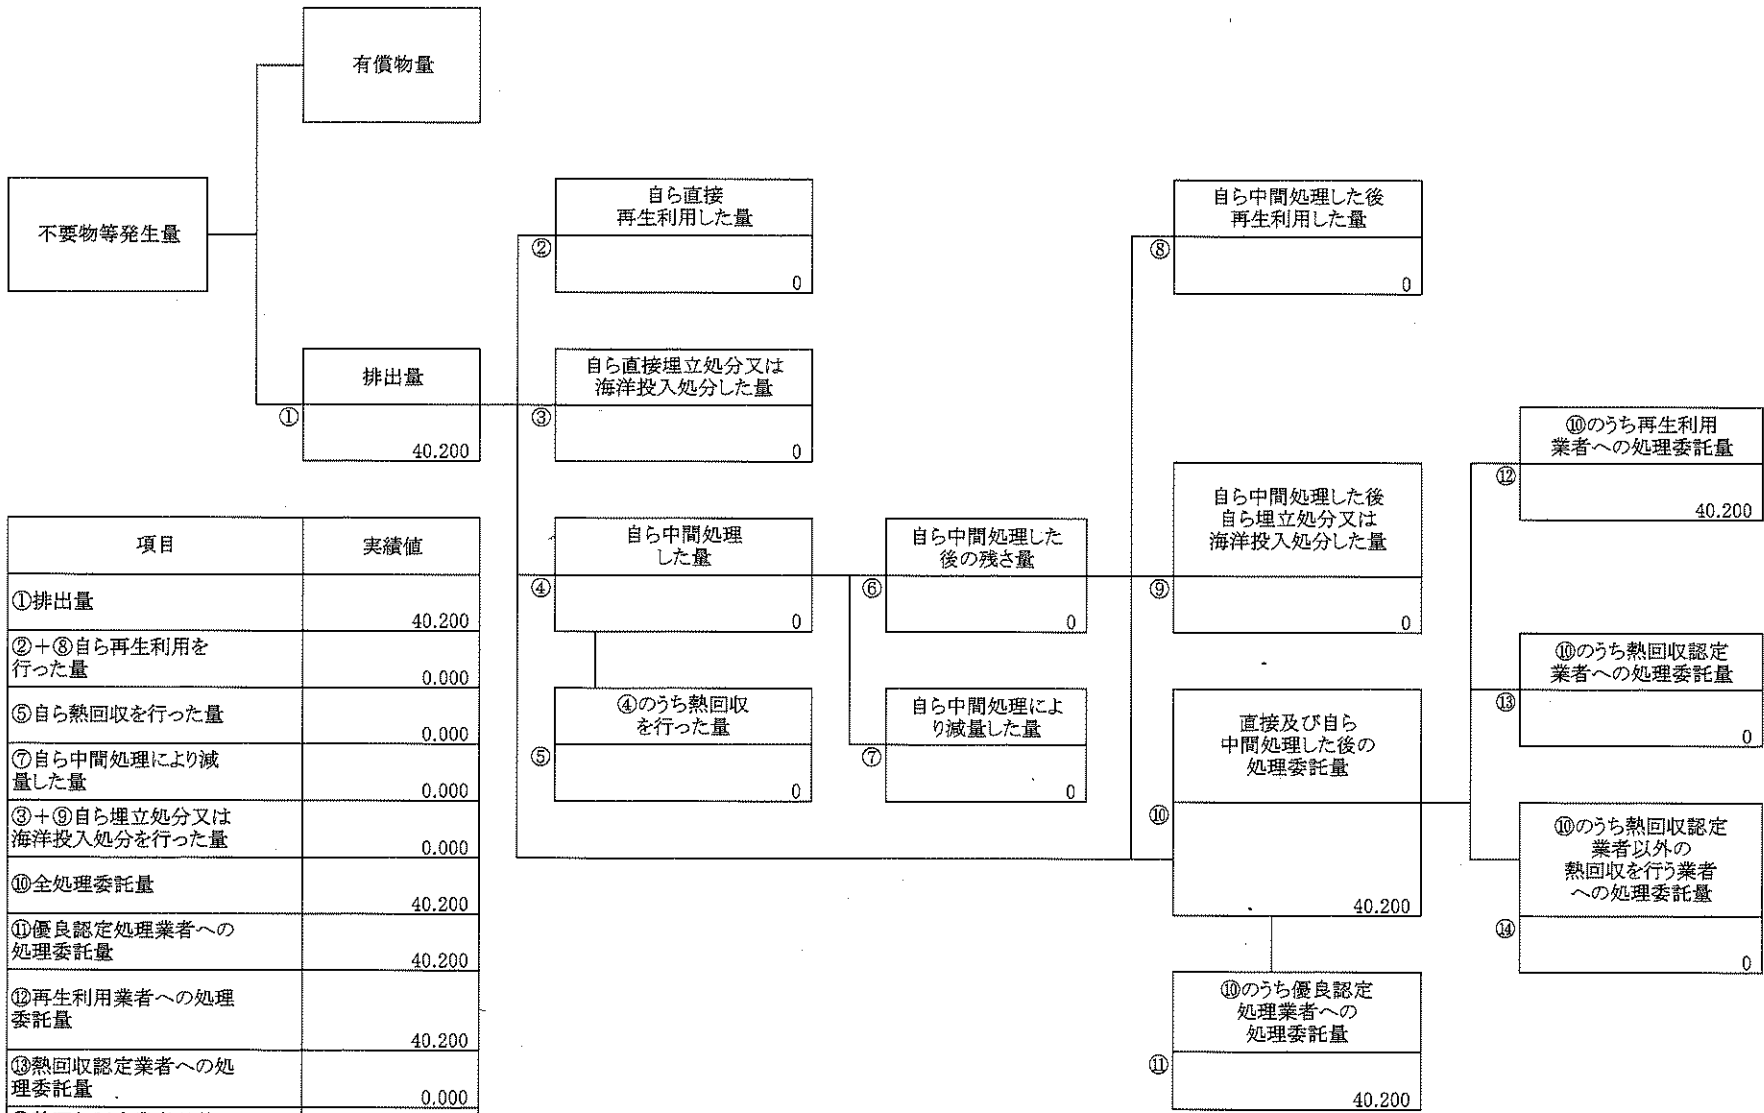 有償物量
不要物等発生量
排出量
①
40.200
自ら直接
再生利用した量
②
0
自ら直接埋立処分又は
海洋投入処分した量
③
0
自ら中間処理
した量
④
0
④のうち熱回収
を行った量
⑤
0
自ら中間処理した
後の残さ量
⑥
0
自ら中間処理によ
り減量した量
⑦
0
自ら中間処理した後
再生利用した量
⑧
0
自ら中間処理した後
自ら埋立処分又は
海洋投入処分した量
⑨
0
直接及び自ら
中間処理した後の
処理委託量
⑩
40.200
⑩のうち優良認定
処理業者への
処理委託量
⑪
40.200
⑩のうち再生利用
業者への処理委託量
⑫
40.200
⑩のうち熱回収認定
業者への処理委託量
⑬
0
⑩のうち熱回収認定
業者以外の
熱回収を行う業者
への処理委託量
⑭
0
項目 実績値
①排出量
40.200
②+⑧自ら再生利用を
行った量
0.000
⑤自ら熱回収を行った量
0.000
⑦自ら中間処理により減
量した量
0.000
③+⑨自ら埋立処分又は
海洋投入処分を行った量
0.000
⑩全処理委託量
40.200
⑪優良認定処理業者への
処理委託量
40.200
⑫再生利用業者への処理
委託量
40.200
⑬熱回収認定業者への処
理委託量
0.000